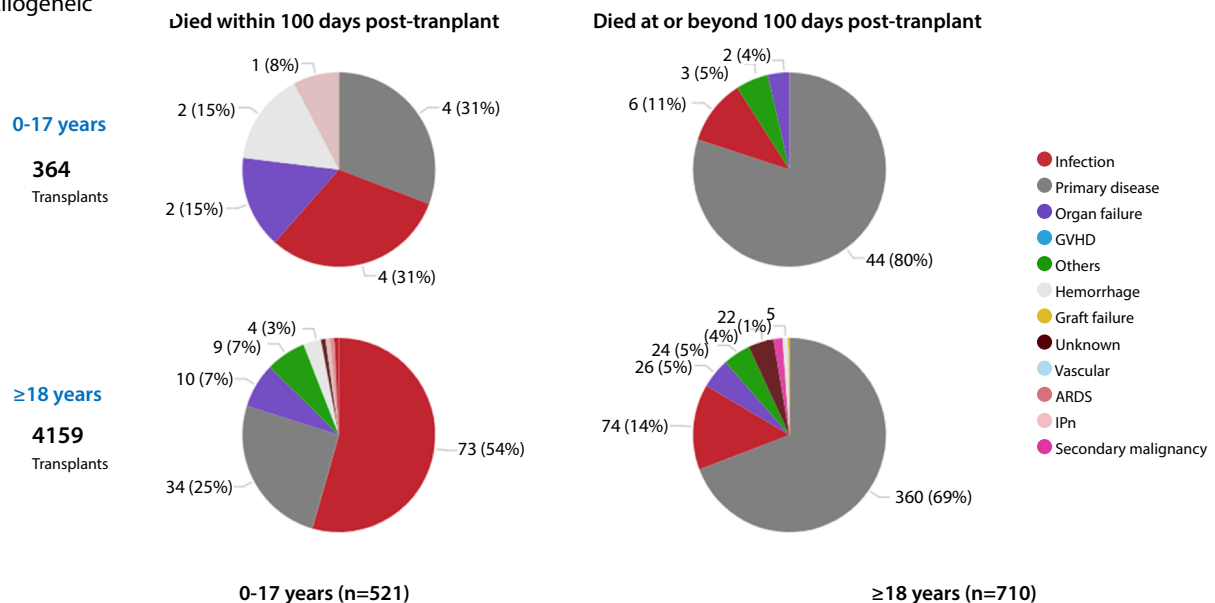 Died within 100 days post-tranplant
Died at or beyond 100 days post-tranplant
0-17 years
364
Transplants
1 (8%)
4 (31%)
2 (15%)
2 (15%)
4 (31%)
2 (4%)
3 (5%)
6 (11%)
44 (80%)
Infection
Primary disease
Organ failure
GVHD
Others
Hemorrhage
Graft failure
Unknown
Vascular
ARDS
IPn
Secondary malignancy
≥18 years
4159
Transplants
4 (3%)
9 (7%)
10 (7%)
73 (54%)
34 (25%)
22
(4%)
5
(1%)
24 (5%)
26 (5%)
74 (14%)
360 (69%)
0-17 years (n=521)
≥18 years (n=710)